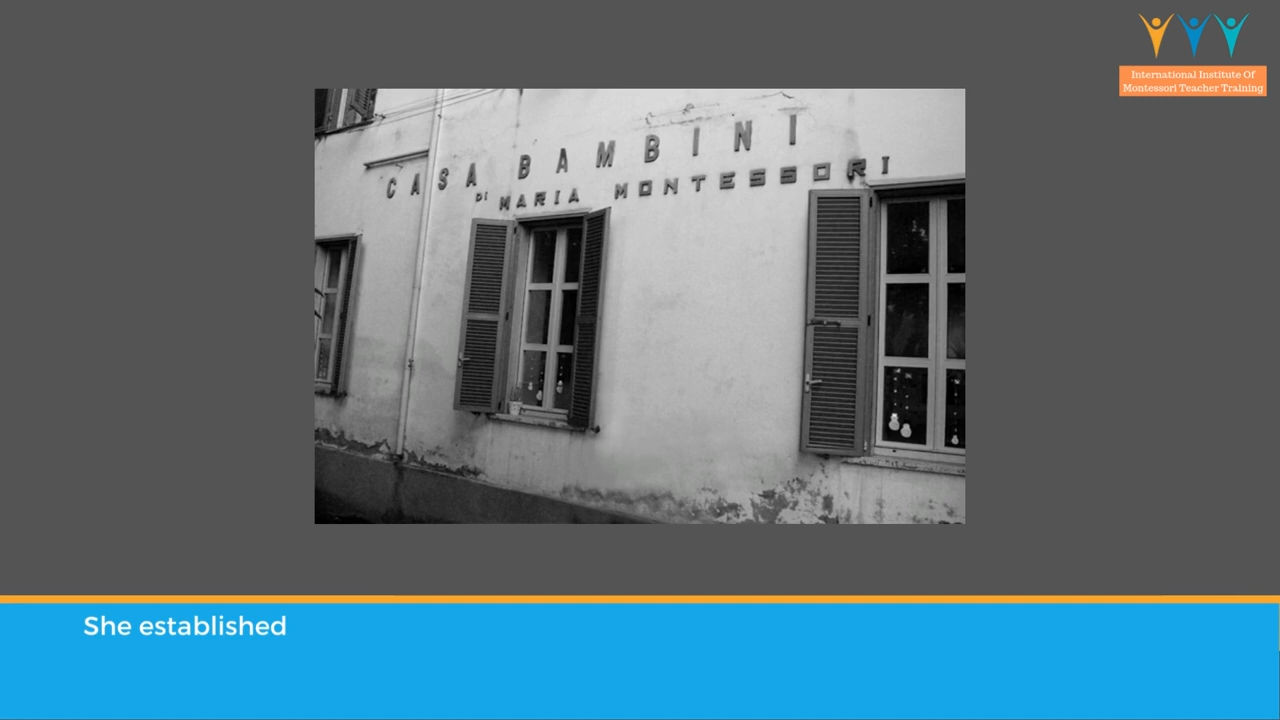 International Institute Of
Montessori Teacher Training
CASA BAMBINI
DI MARIA MONTESSORI
She established